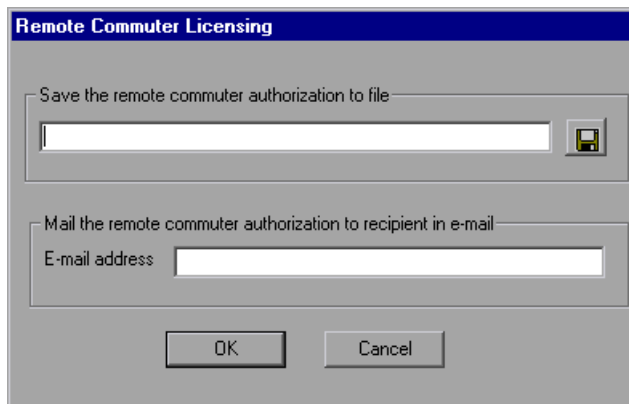 Remote Commuter Licensing
Save the remote commuter authorization to file
Mail the remote commuter authorization to recipient in e-mail
E-mail address
OK
Cancel